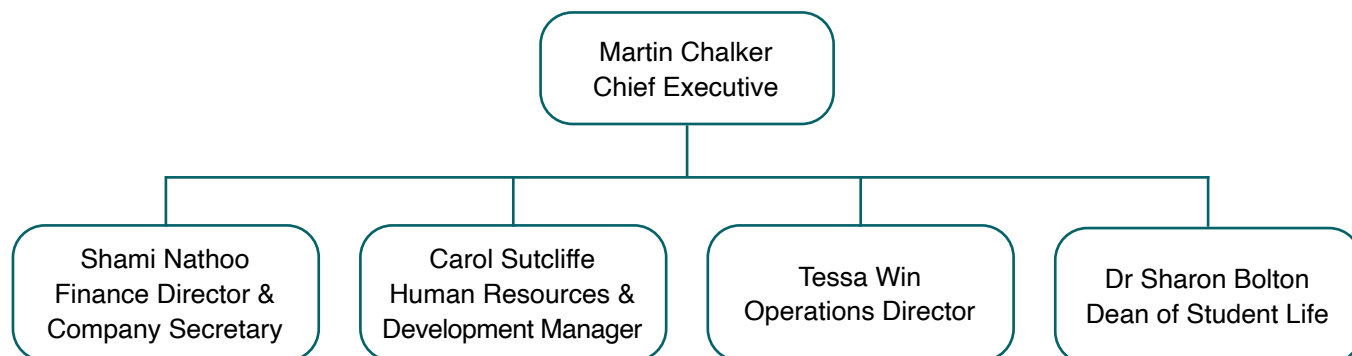 Martin Chalker
Chief Executive
Shami Nathoo
Finance Director &
Company Secretary
Carol Sutcliffe
Human Resources &
Development Manager
Tessa Win
Operations Director
Dr Sharon Bolton
Dean of Student Life